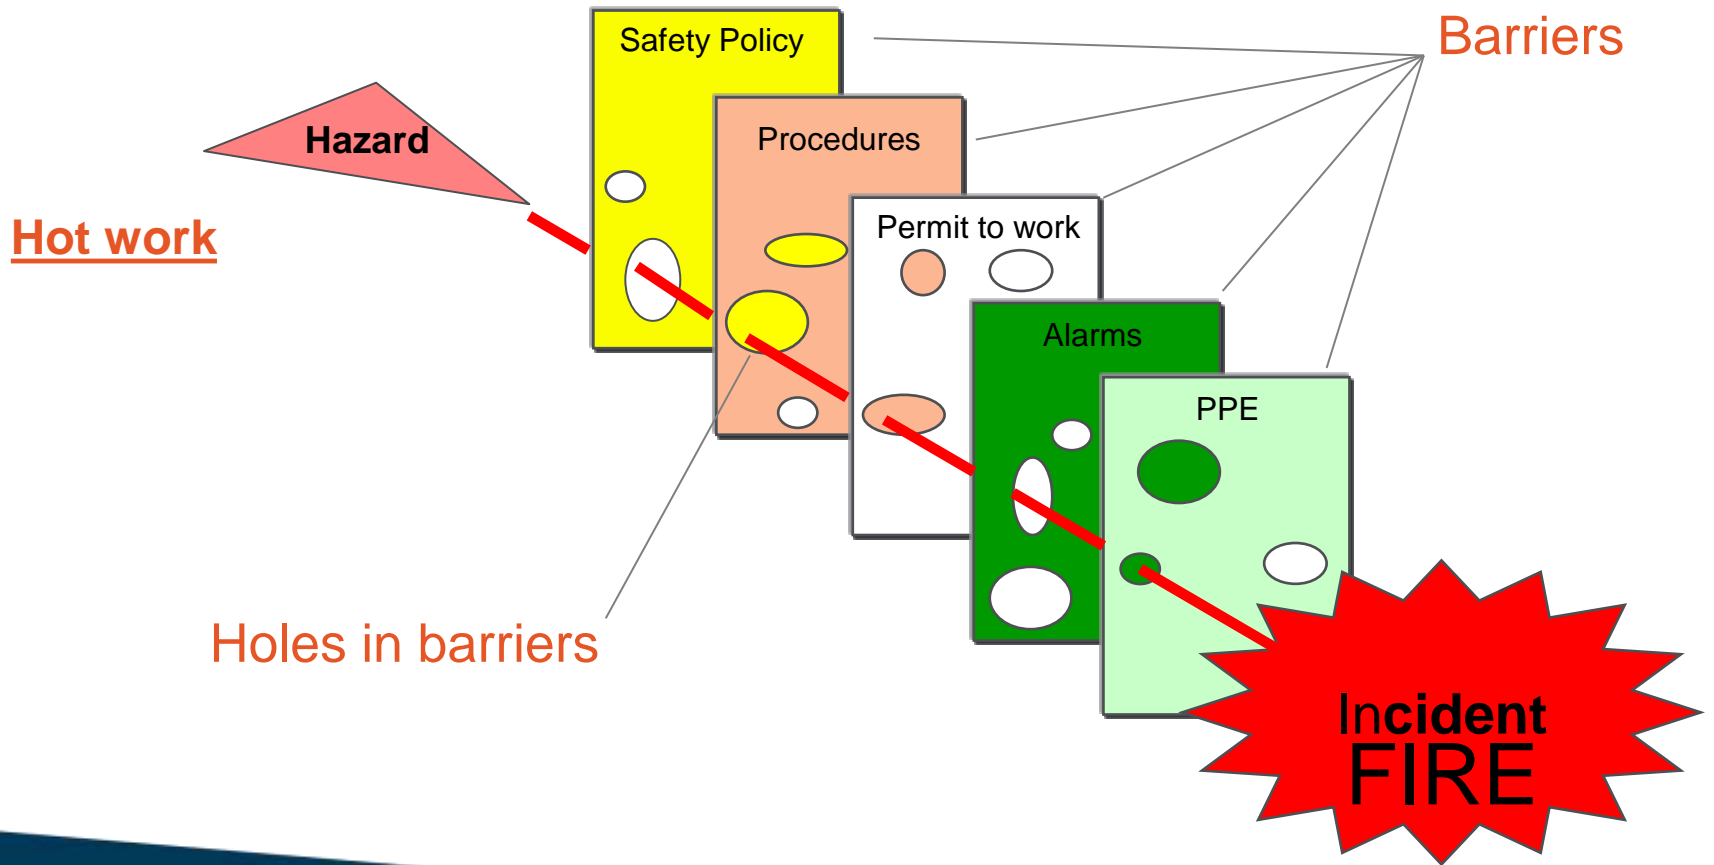 Barriers
Safety Policy
Hazard
Procedures
Hot work
Permit to work
Alarms
PPE
Holes in barriers
Incident
FIRE